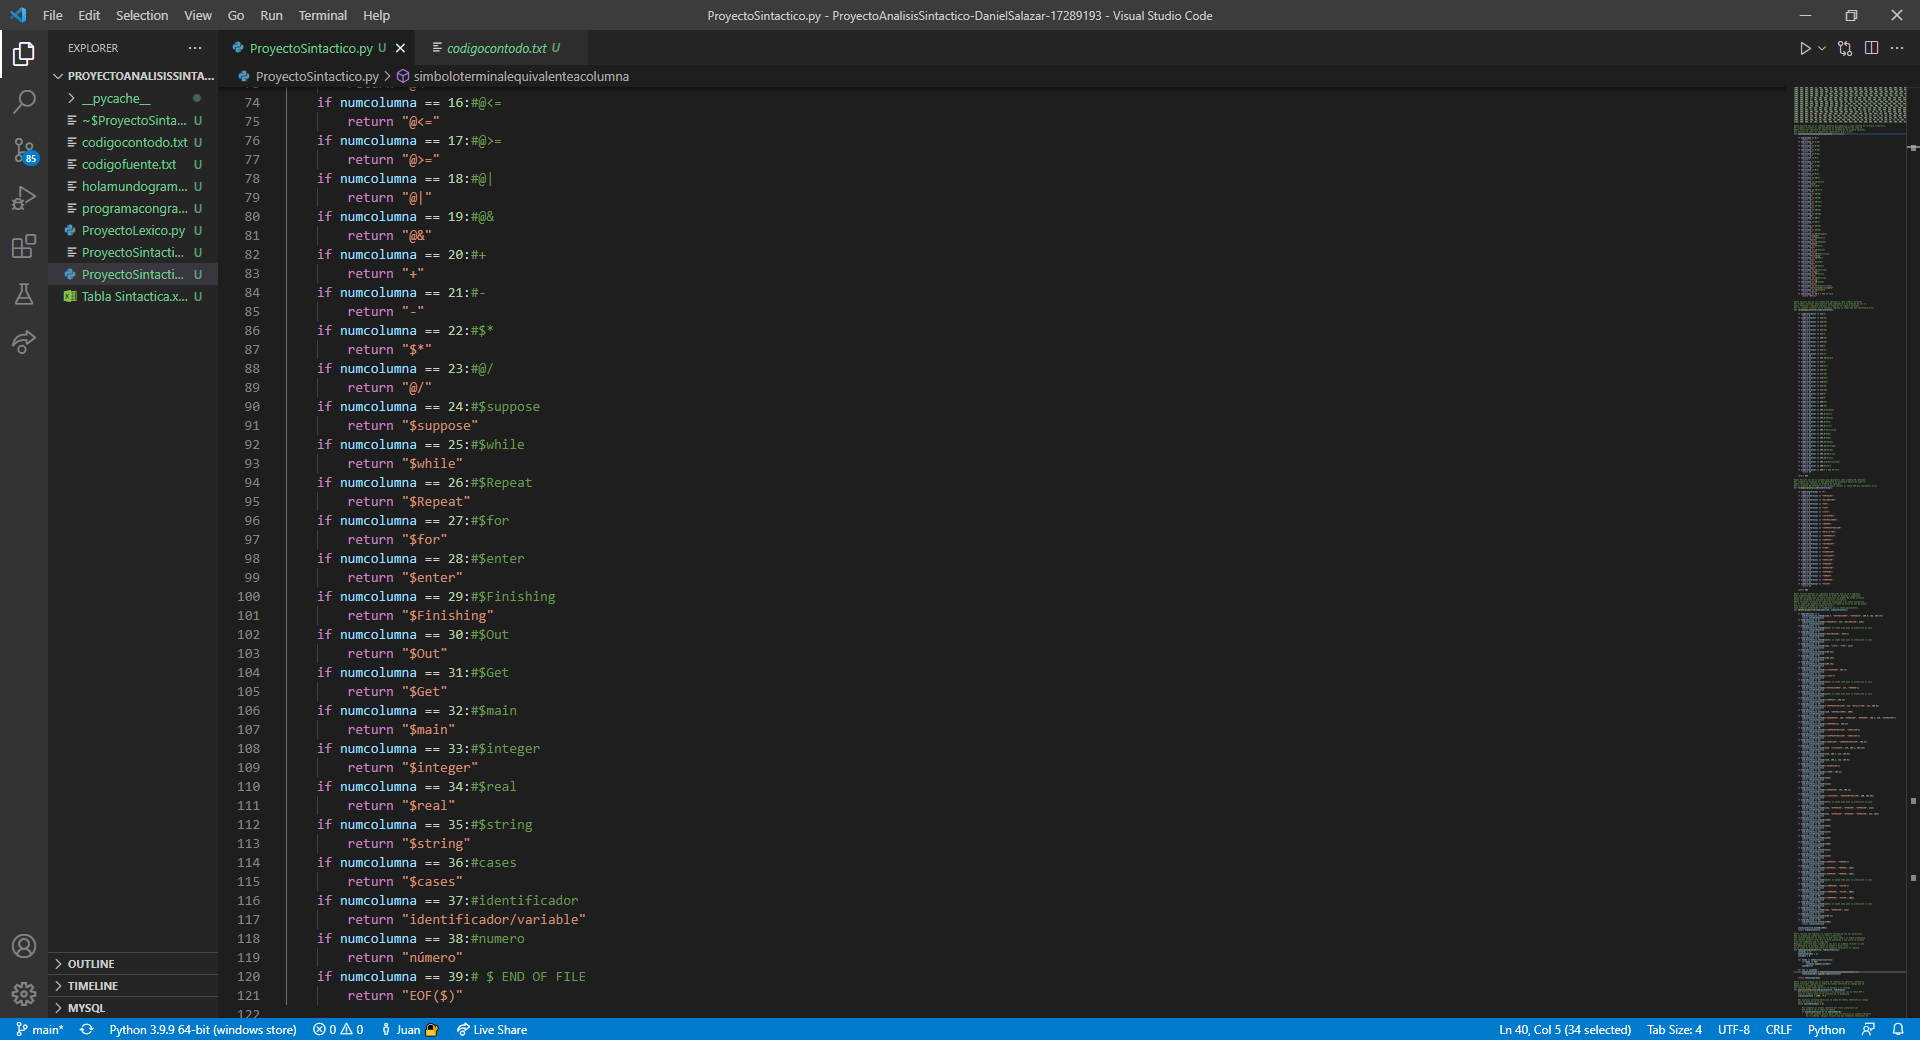 File Edit Selection View Go Run Terminal Help
ProyectoSintactico.py - ProyectoAnalisisSintactico-DanielSalazar-17289193 - Visual Studio Code
EXPLORER
ProyectoSintactico.py U
codigocontodo.txt U
PROYECTOANALISISSINTA...
ProyectoSintactico.py > simboloterminalequivalenteacolumna
__pycache__
~$ProyectoSinta... U
codigocontodo.txt U
codigofuente.txt U
holamundogram... U
programacongra... U
ProyectoLexico.py U
ProyectoSintacti... U
ProyectoSintacti... U
Tabla Sintactica.x... U
85
74 if numcolumna == 16:#@<=
75 return "@<="
76 if numcolumna == 17:#@>=
77 return "@>="
78 if numcolumna == 18:#@|
79 return "@|"
80 if numcolumna == 19:#@&
81 return "@&"
82 if numcolumna == 20:#+
83 return "+"
84 if numcolumna == 21:#-
85 return "-"
86 if numcolumna == 22:#$*
87 return "$*"
88 if numcolumna == 23:#@/
89 return "@/"
90 if numcolumna == 24:#$suppose
91 return "$suppose"
92 if numcolumna == 25:#$while
93 return "$while"
94 if numcolumna == 26:#$Repeat
95 return "$Repeat"
96 if numcolumna == 27:#$for
97 return "$for"
98 if numcolumna == 28:#$enter
99 return "$enter"
100 if numcolumna == 29:#$Finishing
101 return "$Finishing"
102 if numcolumna == 30:#$Out
103 return "$Out"
104 if numcolumna == 31:#$Get
105 return "$Get"
106 if numcolumna == 32:#$main
107 return "$main"
108 if numcolumna == 33:#$integer
109 return "$integer"
110 if numcolumna == 34:#$real
111 return "$real"
112 if numcolumna == 35:#$string
113 return "$string"
114 if numcolumna == 36:#cases
115 return "$cases"
116 if numcolumna == 37:#identificador
117 return "identificador/variable"
118 if numcolumna == 38:#numero
119 return "número"
120 if numcolumna == 39:# $ END OF FILE
121 return "EOF($)"
122
OUTLINE
TIMELINE
MYSQL
main* Python 3.9.9 64-bit (windows store) 0 0 Juan Live Share
Ln 40, Col 5 (34 selected) Tab Size: 4 UTF-8 CRLF Python